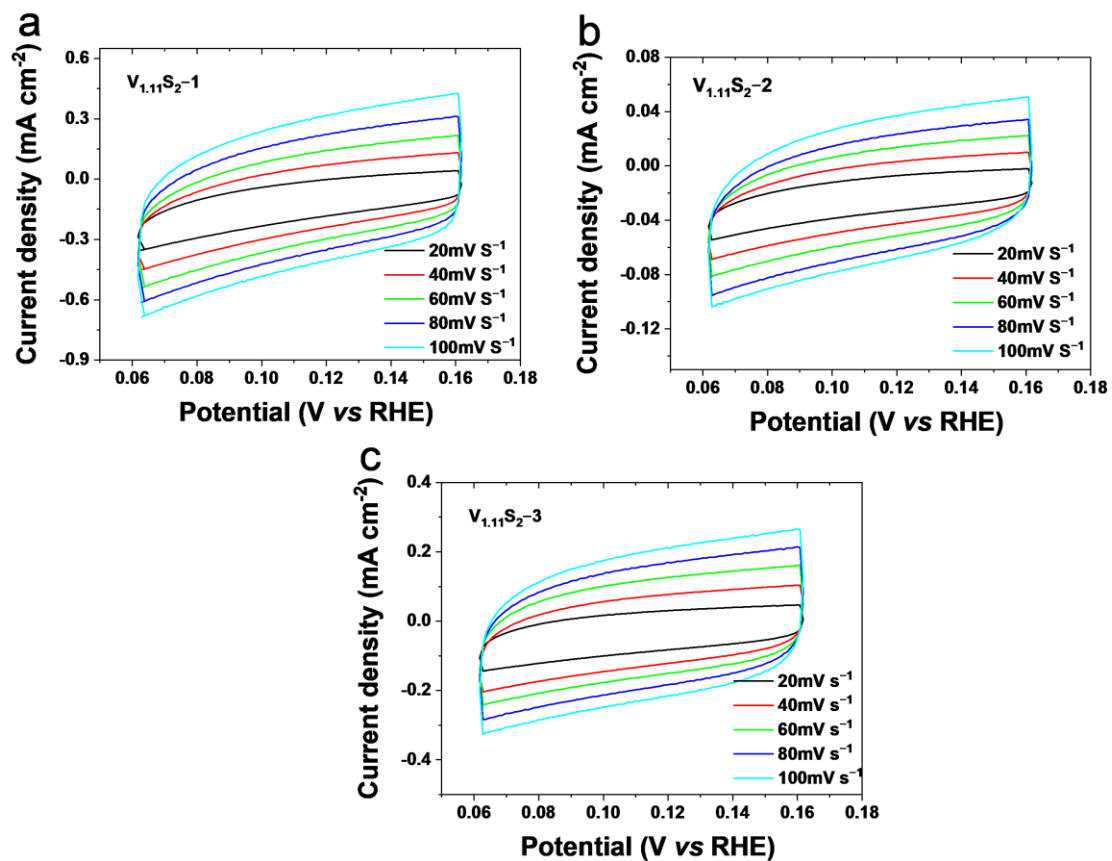 a
Current density (mA cm⁻²)
0.6
0.3
0.0
-0.3
-0.6
-0.9
V₁.₁₁S₂−1
20mV S⁻¹
40mV S⁻¹
60mV S⁻¹
80mV S⁻¹
100mV S⁻¹
0.06 0.08 0.10 0.12 0.14 0.16 0.18
Potential (V vs RHE)
b
Current density (mA cm⁻²)
0.08
0.04
0.00
-0.04
-0.08
-0.12
V₁.₁₁S₂−2
20mV S⁻¹
40mV S⁻¹
60mV S⁻¹
80mV S⁻¹
100mV S⁻¹
0.06 0.08 0.10 0.12 0.14 0.16 0.18
Potential (V vs RHE)
c
Current density (mA cm⁻²)
0.4
0.2
0.0
-0.2
-0.4
V₁.₁₁S₂−3
20mV s⁻¹
40mV s⁻¹
60mV s⁻¹
80mV s⁻¹
100mV s⁻¹
0.06 0.08 0.10 0.12 0.14 0.16 0.18
Potential (V vs RHE)